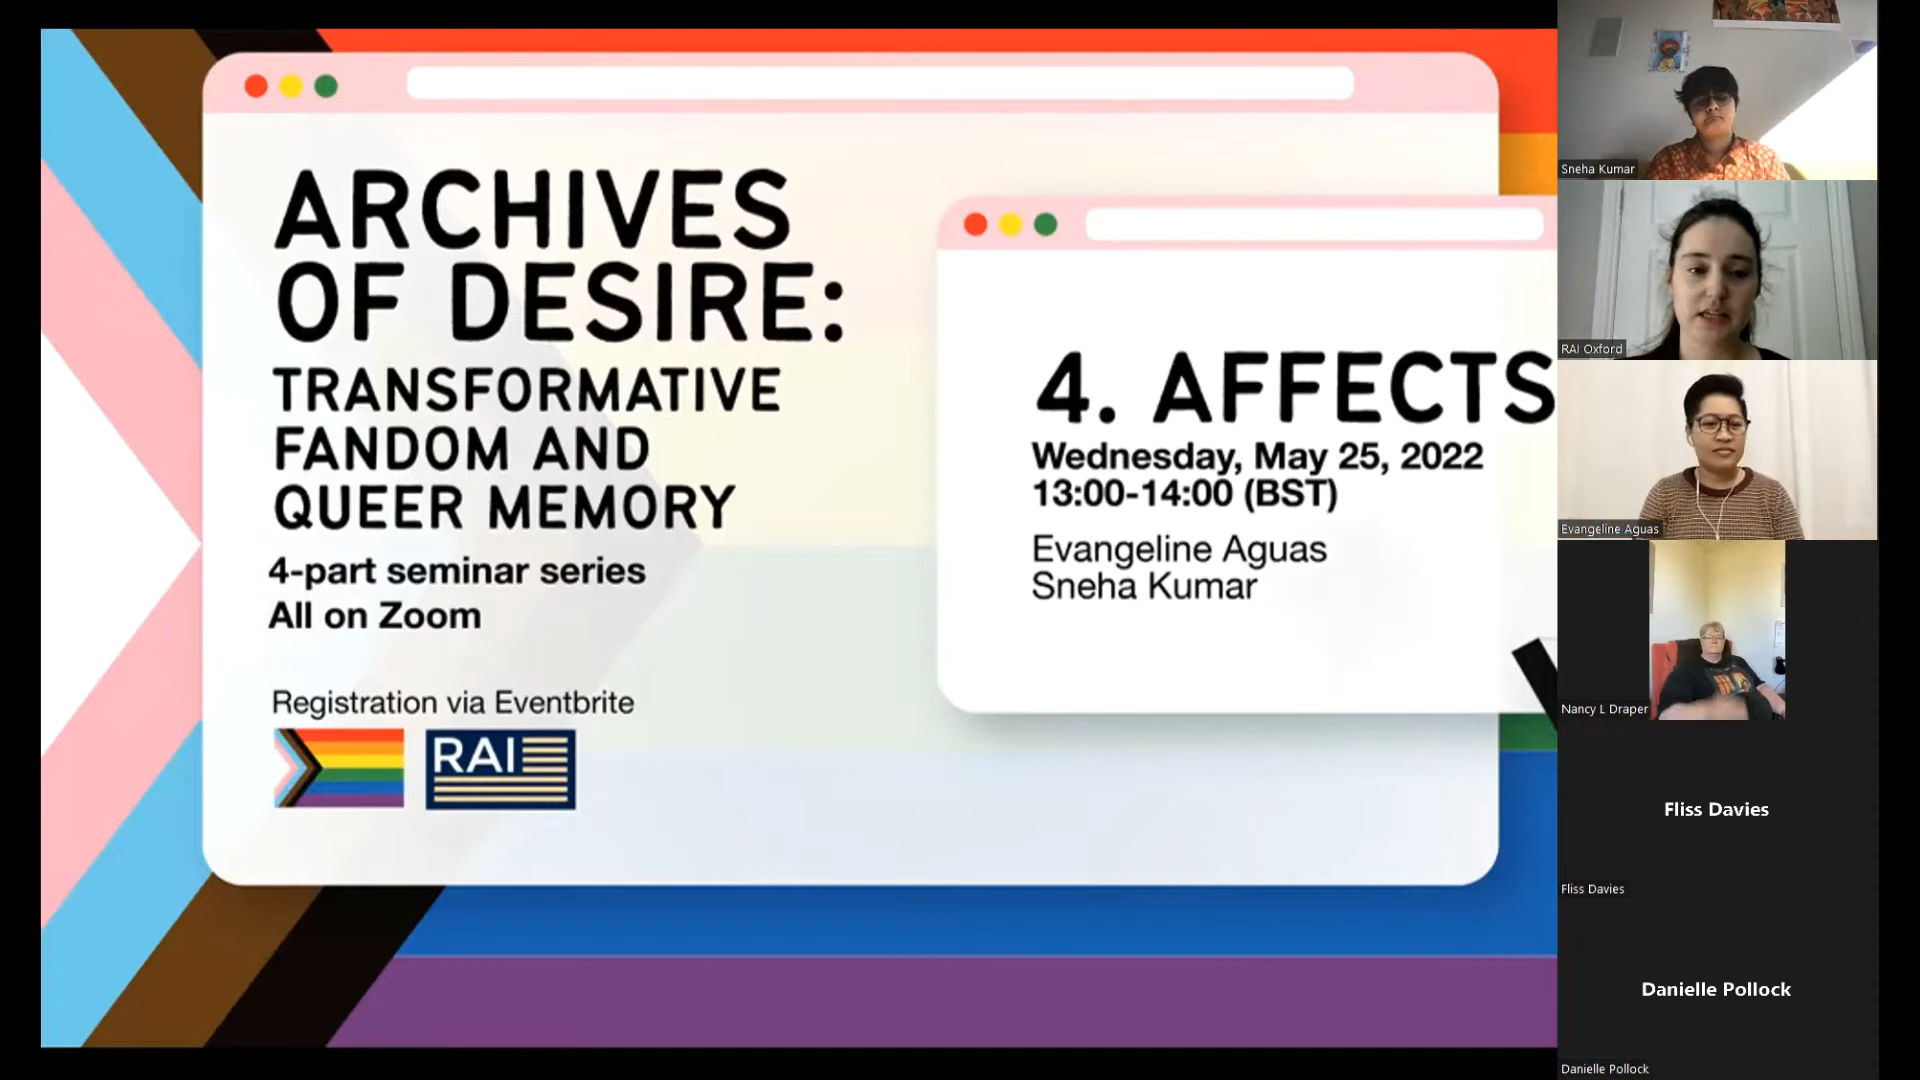 ARCHIVES
OF DESIRE:
TRANSFORMATIVE
FANDOM AND
QUEER MEMORY
4-part seminar series
All on Zoom
Registration via Eventbrite
RAI
4. AFFECTS
Wednesday, May 25, 2022
13:00-14:00 (BST)
Evangeline Aguas
Sneha Kumar
Sneha Kumar
RAI Oxford
Evangeline Aguas
Nancy L Draper
Fliss Davies
Fliss Davies
Danielle Pollock
Danielle Pollock